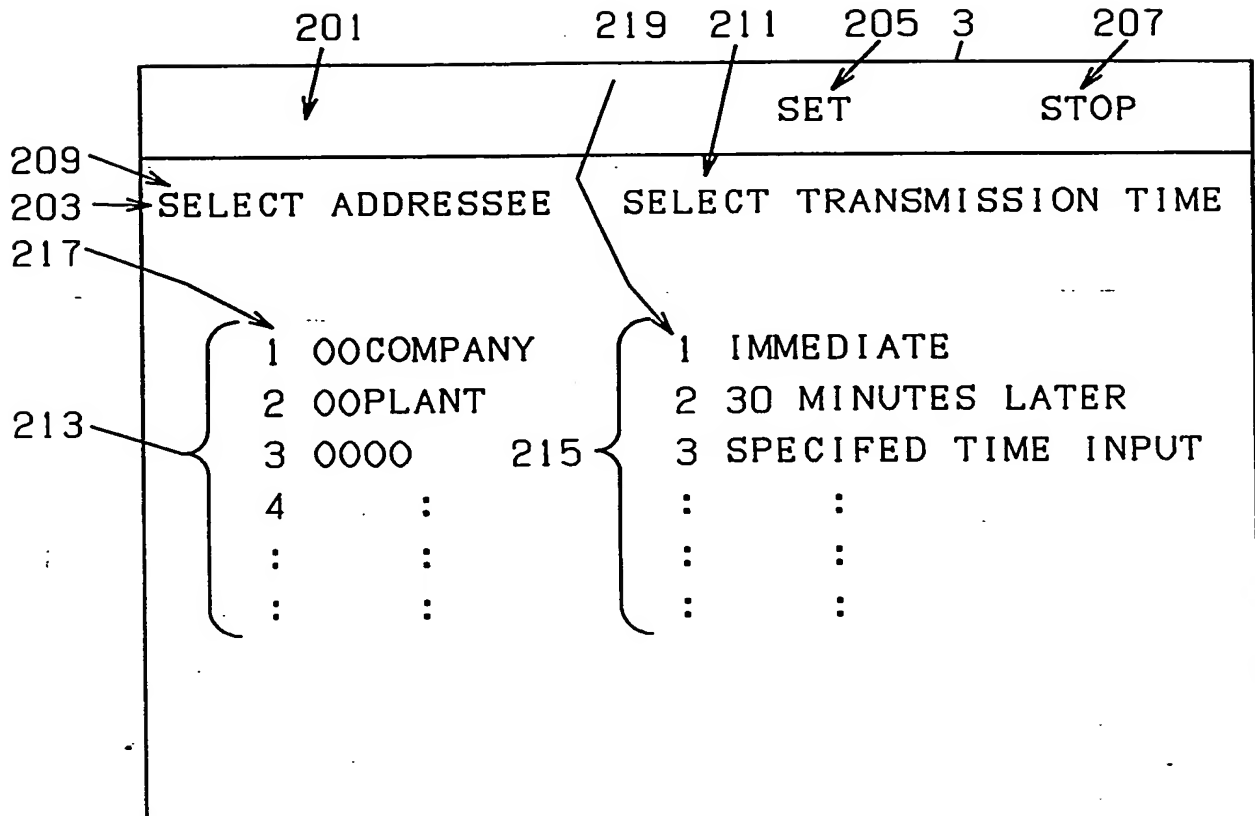 201 219 211 205 3 207
SET STOP
209
203 SELECT ADDRESSEE SELECT TRANSMISSION TIME
217
1 OOCOMPANY 1 IMMEDIATE
2 OOPLANT 2 30 MINUTES LATER
213 3 OOOO 215 3 SPECIFED TIME INPUT
4 : : :
: : : :
: : : :